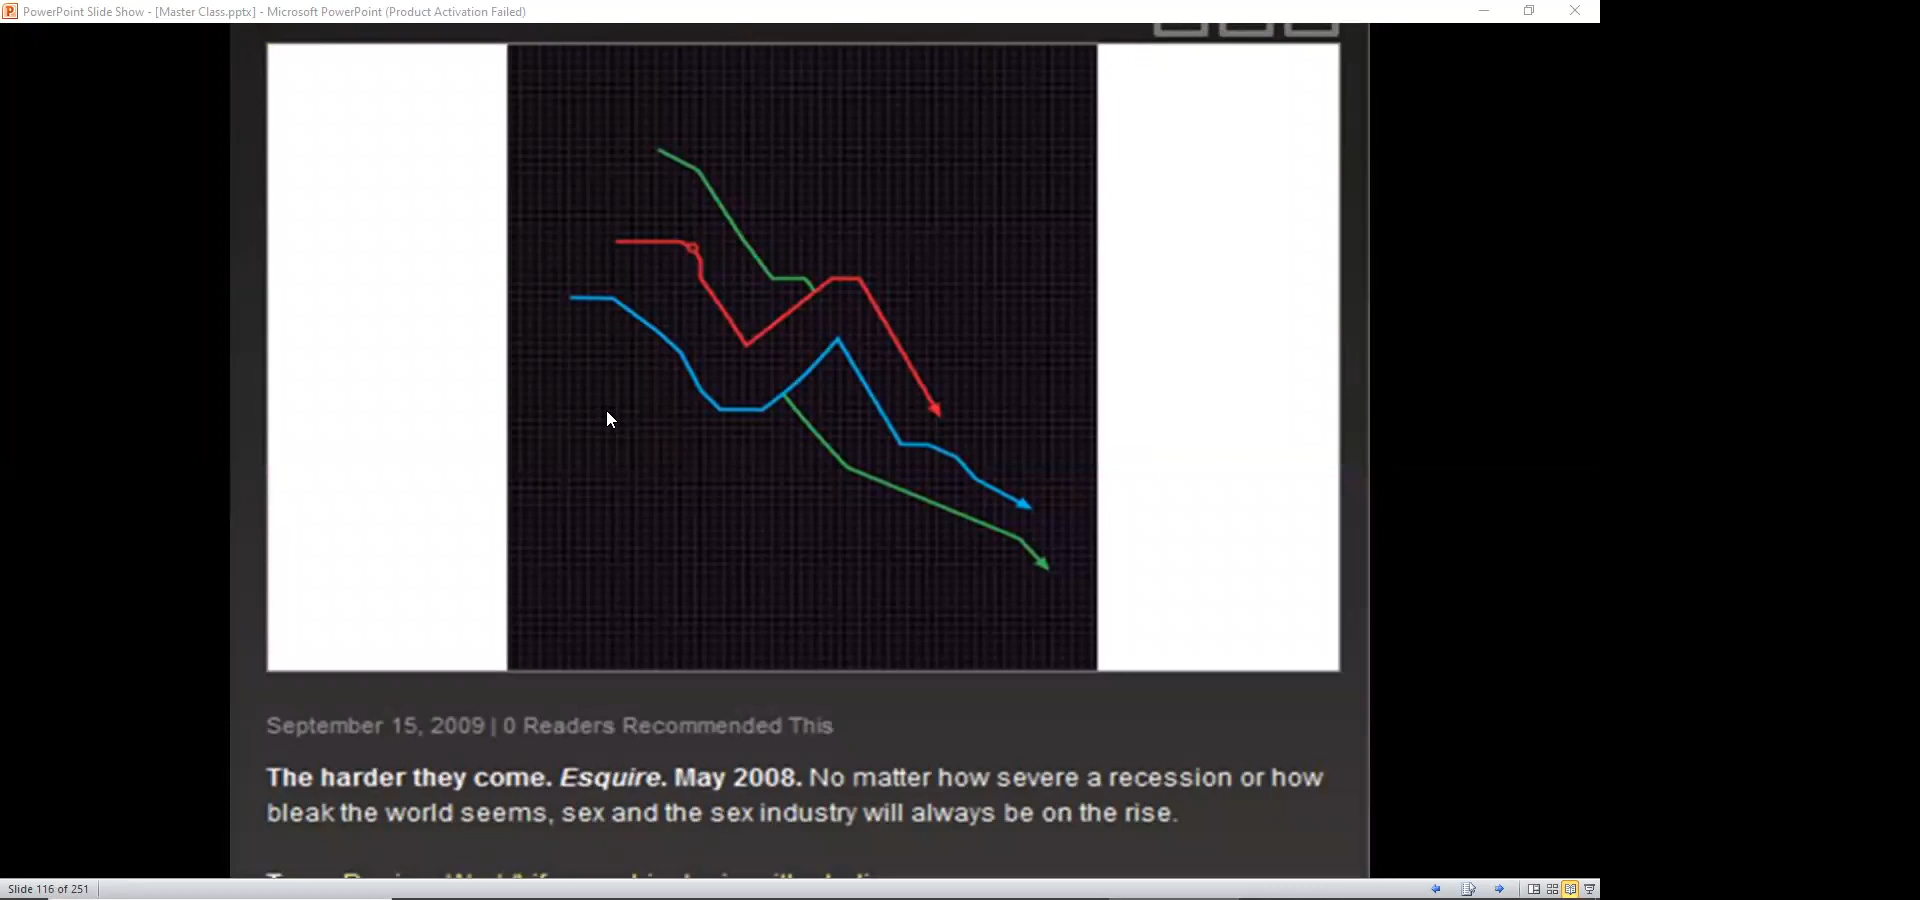 PowerPoint Slide Show - [Master Class.pptx] - Microsoft PowerPoint (Product Activation Failed)
September 15, 2009 | 0 Readers Recommended This
The harder they come. Esquire. May 2008. No matter how severe a recession or how
bleak the world seems, sex and the sex industry will always be on the rise.
Slide 116 of 251